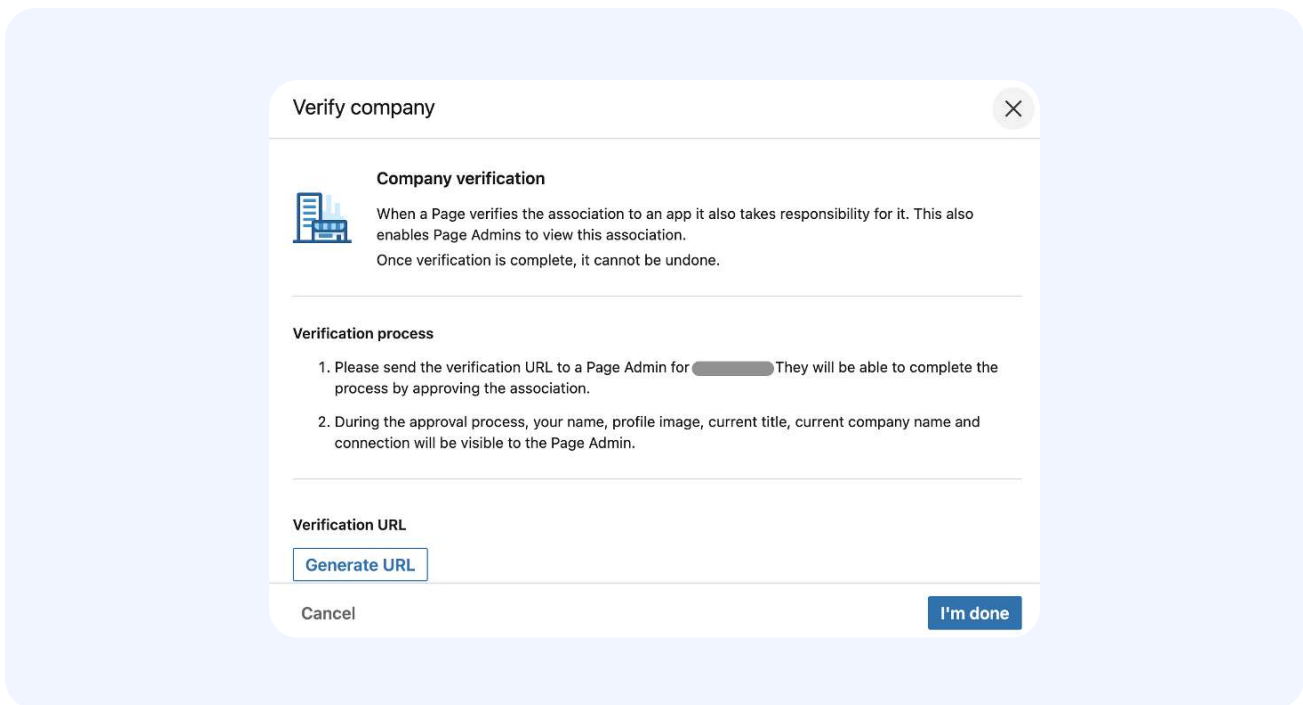 Verify company
Company verification
When a Page verifies the association to an app it also takes responsibility for it. This also
enables Page Admins to view this association.
Once verification is complete, it cannot be undone.
Verification process
1. Please send the verification URL to a Page Admin for They will be able to complete the
process by approving the association.
2. During the approval process, your name, profile image, current title, current company name and
connection will be visible to the Page Admin.
Verification URL
Generate URL
Cancel
I'm done